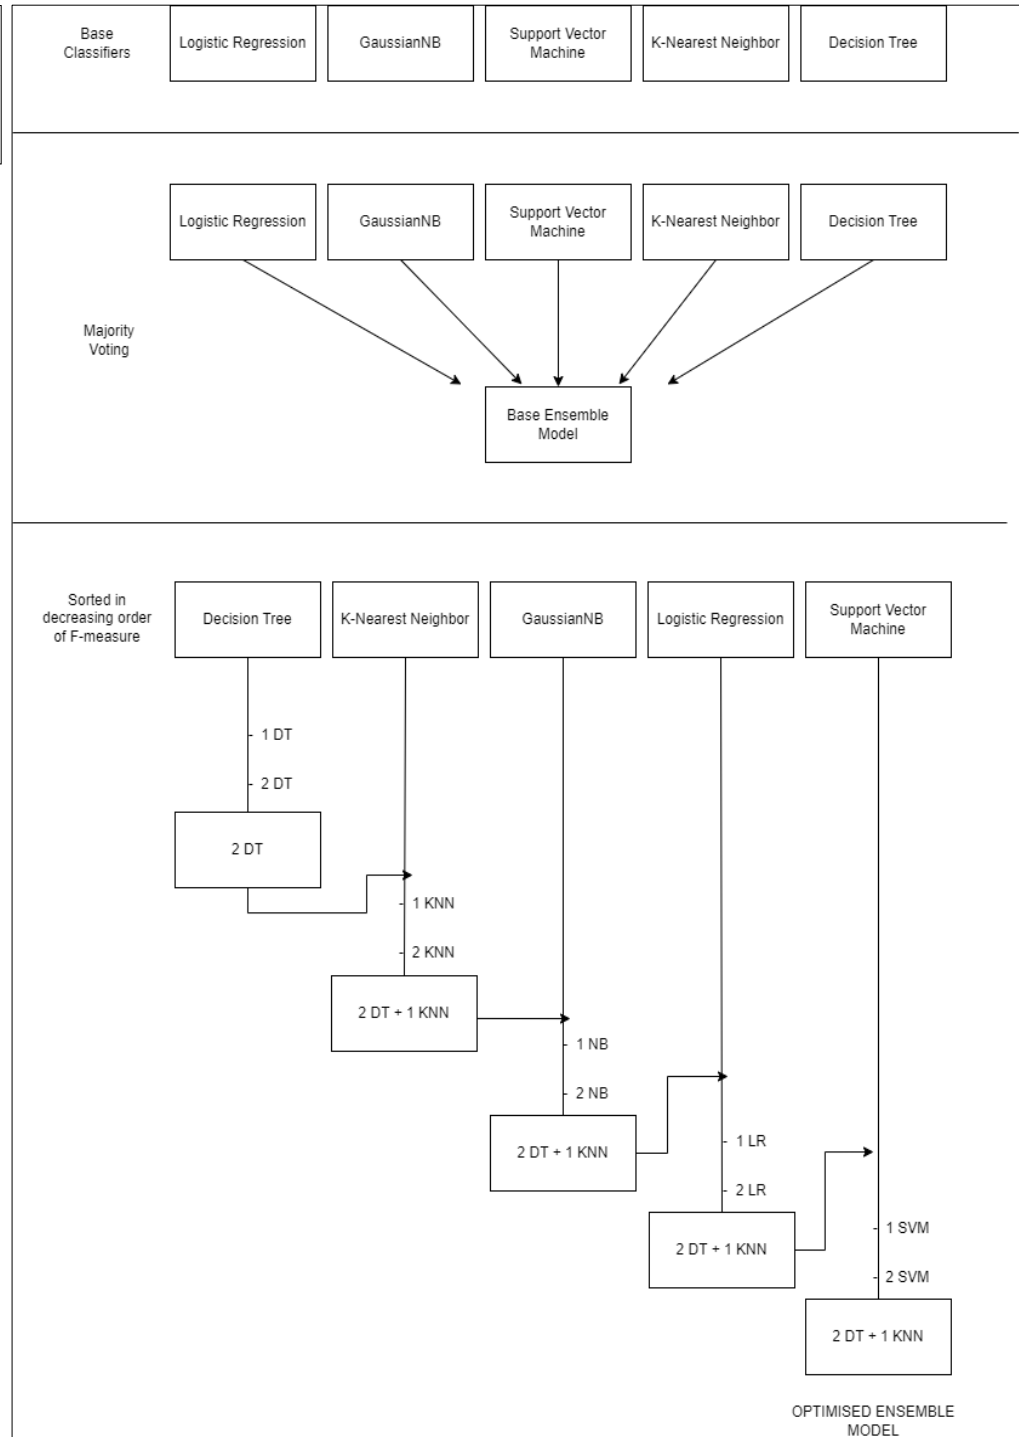 Base
Classifiers
Logistic Regression
GaussianNB
Support Vector
Machine
K-Nearest Neighbor
Decision Tree
Logistic Regression
GaussianNB
Support Vector
Machine
K-Nearest Neighbor
Decision Tree
Majority
Voting
Base Ensemble
Model
Sorted in
decreasing order
of F-measure
Decision Tree
K-Nearest Neighbor
GaussianNB
Logistic Regression
Support Vector
Machine
1 DT
2 DT
2 DT
1 KNN
2 KNN
2 DT + 1 KNN
1 NB
2 NB
2 DT + 1 KNN
1 LR
2 LR
2 DT + 1 KNN
1 SVM
2 SVM
2 DT + 1 KNN
OPTIMISED ENSEMBLE
MODEL